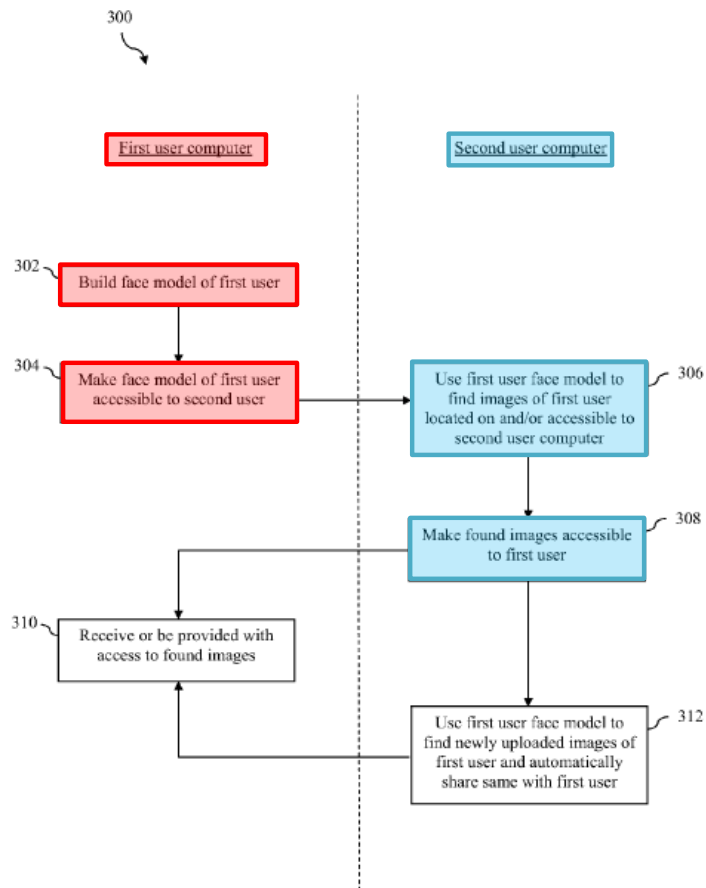 300
First user computer
Second user computer
302
Build face model of first user
304
Make face model of first user
accessible to second user
306
Use first user face model to
find images of first user
located on and/or accessible to
second user computer
308
Make found images accessible
to first user
310
Receive or be provided with
access to found images
312
Use first user face model to
find newly uploaded images of
first user and automatically
share same with first user